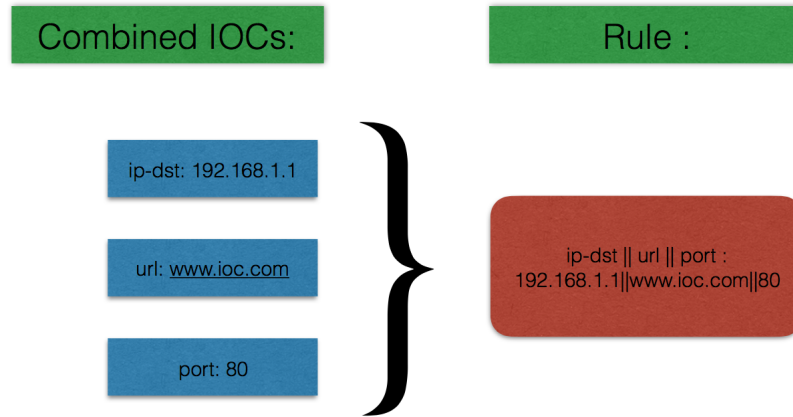 Combined IOCs:
Rule :
ip-dst: 192.168.1.1
url: www.ioc.com
port: 80
ip-dst || url || port :
192.168.1.1||www.ioc.com||80